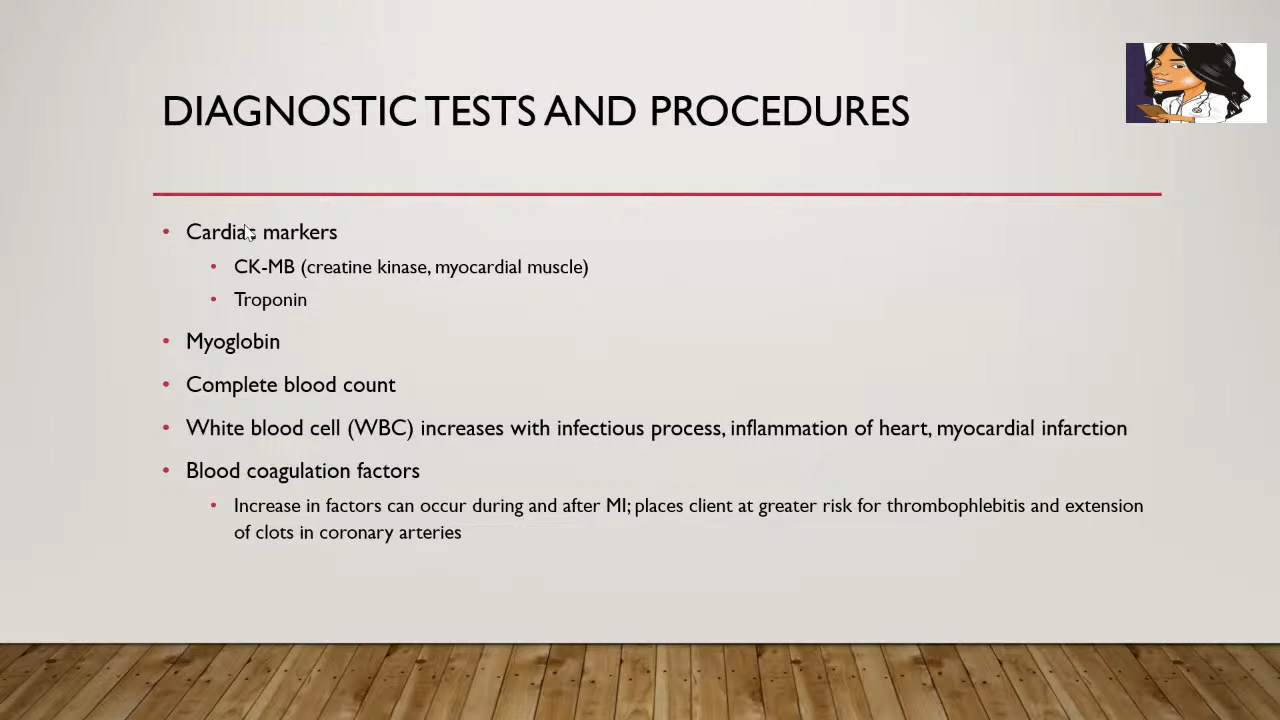 DIAGNOSTIC TESTS AND PROCEDURES
• Cardiac markers
• CK-MB (creatine kinase, myocardial muscle)
• Troponin
• Myoglobin
• Complete blood count
• White blood cell (WBC) increases with infectious process, inflammation of heart, myocardial infarction
• Blood coagulation factors
• Increase in factors can occur during and after MI; places client at greater risk for thrombophlebitis and extension
of clots in coronary arteries